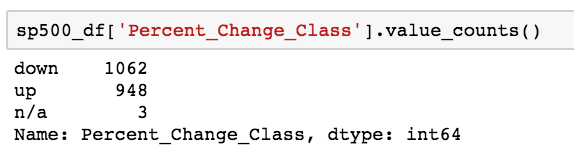 sp500_df['Percent_Change_Class'].value_counts()
down    1062
up       948
n/a        3
Name: Percent_Change_Class, dtype: int64